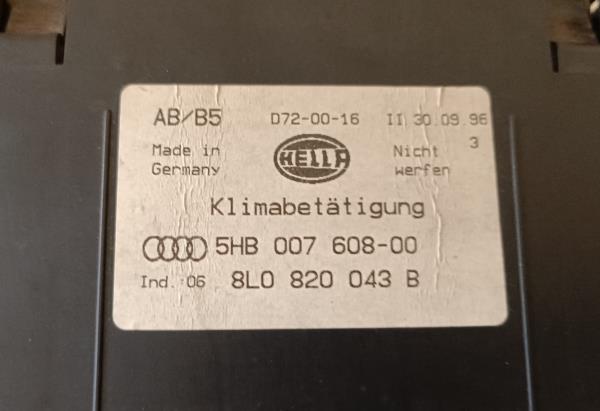 AB/B5 D72-00-16 II 30.09.96
3
Made in HELLA Nicht
Germany werfen
Klimabetätigung
5HB 007 608-00
Ind. 06 8L0 820 043 B